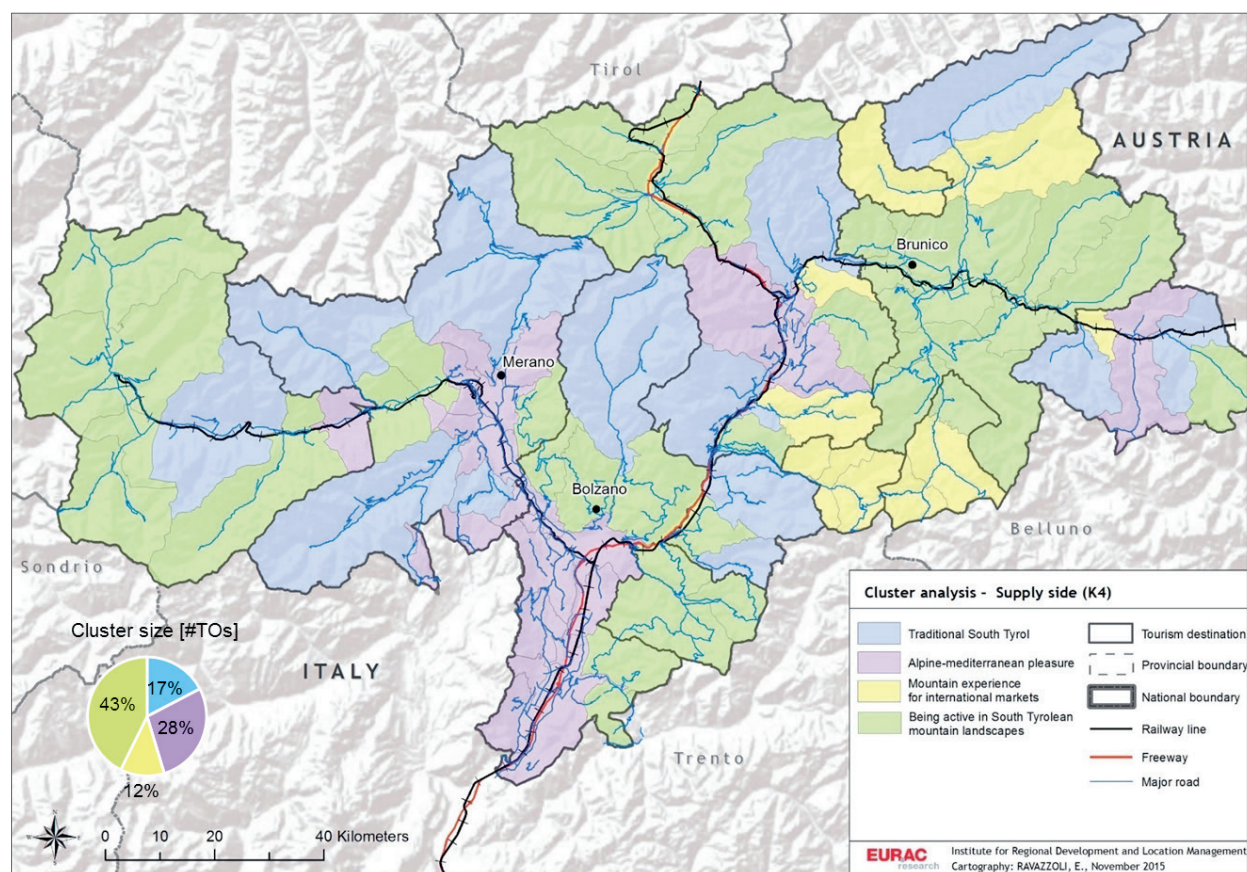 Tirol
AUSTRIA
Brunico
Merano
Bolzano
Belluno
Sondrio
ITALY
Trento
Cluster size [#TOs]
43%
17%
28%
12%
0 10 20 40 Kilometers
Cluster analysis - Supply side (K4)
Traditional South Tyrol
Alpine-mediterranean pleasure
Mountain experience
for international markets
Being active in South Tyrolean
mountain landscapes
Tourism destination
Provincial boundary
National boundary
Railway line
Freeway
Major road
EURAC
research
Institute for Regional Development and Location Management
Cartography: RAVAZZOLI, E., November 2015